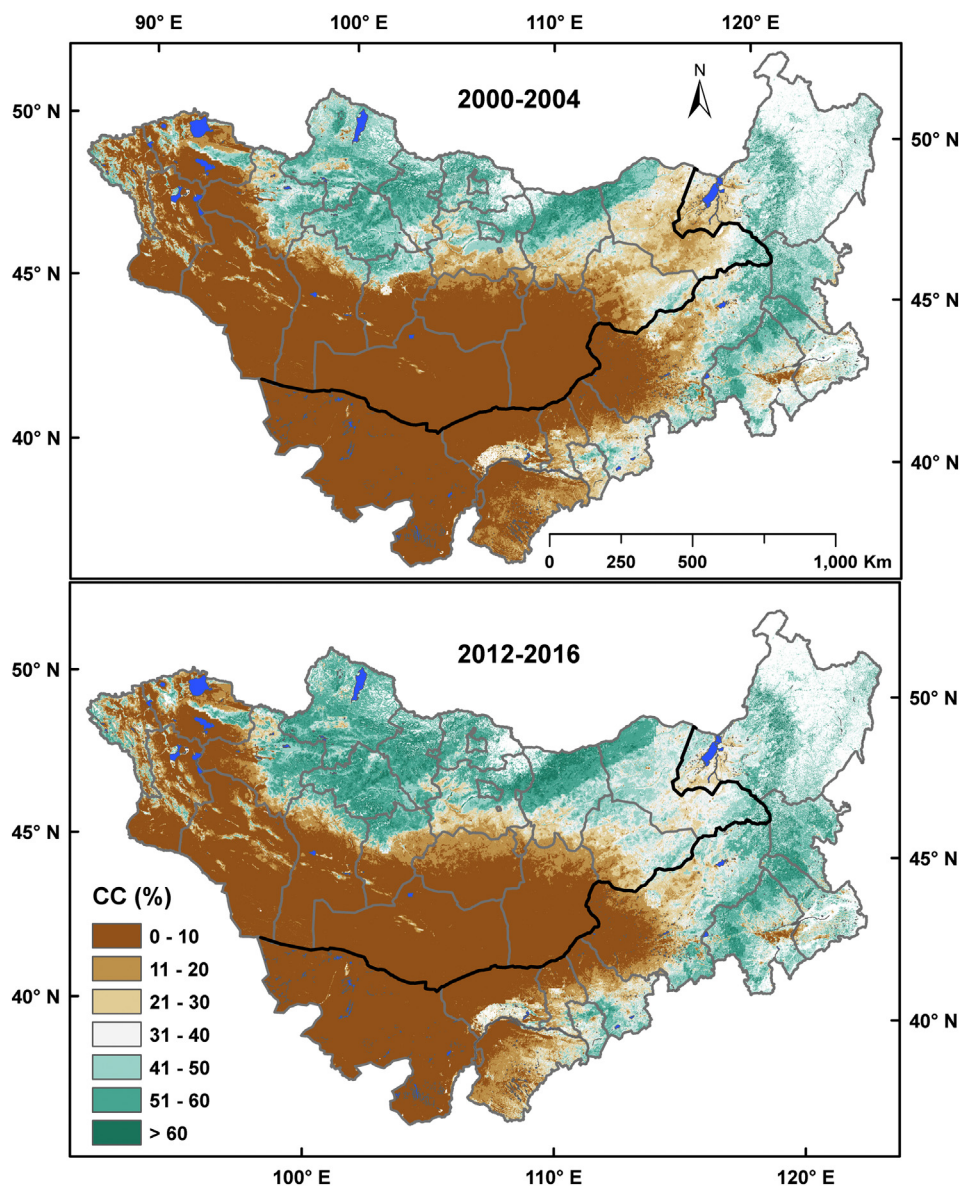 90° E 100° E 110° E 120° E
N
2000-2004
50° N 50° N
45° N 45° N
40° N 40° N
0 250 500 1,000 Km
2012-2016
50° N 50° N
45° N 45° N
CC (%)
0 - 10
11 - 20
21 - 30
31 - 40
41 - 50
51 - 60
> 60
40° N 40° N
100° E 110° E 120° E